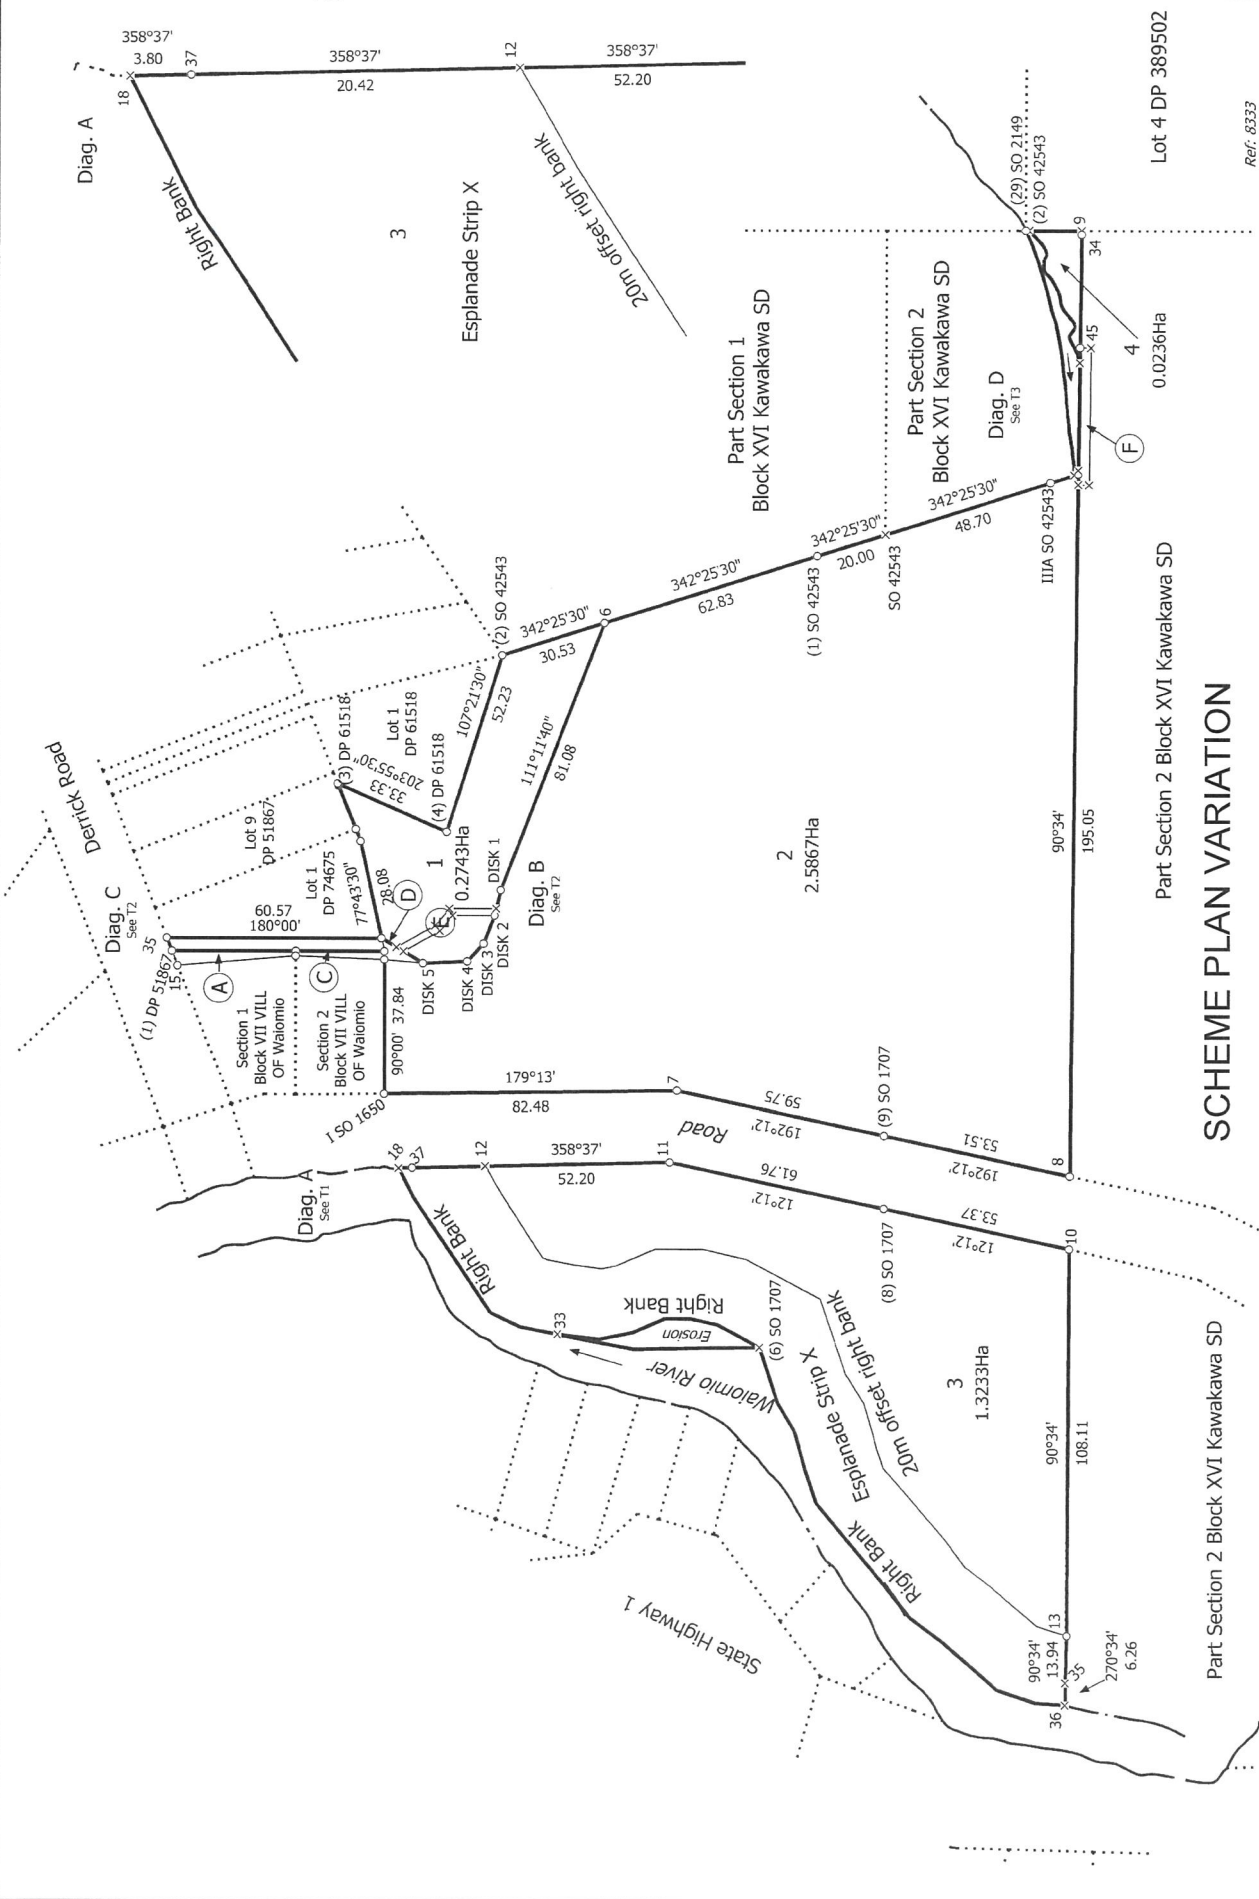 358°37'
3.80
37
18
Diag. A
Right Bank
358°37'
20.42
12
358°37'
52.20
3
Esplanade Strip X
20m offset right bank
Lot 4 DP 389502
Ref: 8333
(29) SO 2149
(2) SO 42543
9
34
45
4
0.0236Ha
F
Part Section 1
Block XVI Kawakawa SD
Part Section 2
Block XVI Kawakawa SD
Diag. D
See T3
342°25'30"
48.70
IIIA SO 42543
342°25'30"
20.00
SO 42543
(1) SO 42543
342°25'30"
62.83
6
342°25'30"
30.53
(2) SO 42543
107°21'30"
52.23
111°11'40"
81.08
Lot 1
DP 61518
(3) DP 61518
203°55'30"
33.33
(4) DP 61518
Derrick Road
Lot 9
DP 51867
Lot 1
DP 74675
77°43'30"
28.08
1
0.2743Ha
D
E
DISK 1
DISK 2
DISK 3
DISK 4
DISK 5
Diag. B
See T2
Diag. C
See T2
35
60.57
180°00'
(1) DP 51867
15
A
C
Section 1
Block VII VILL
OF Waiomio
Section 2
Block VII VILL
OF Waiomio
90°00' 37.84
I SO 1650
179°13'
82.48
7
Road
192°12'
59.75
(9) SO 1707
192°12'
53.51
8
2
2.5867Ha
90°34'
195.05
Part Section 2 Block XVI Kawakawa SD
SCHEME PLAN VARIATION
Diag. A
See T1
18
37
12
358°37'
52.20
11
12°12'
61.76
(8) SO 1707
12°12'
53.37
10
Right Bank
33
Right Bank
Erosion
(6) SO 1707
Waiomio River
Esplanade Strip X
20m offset right bank
3
1.3233Ha
90°34'
108.11
Right Bank
State Highway 1
13
90°34'
13.94
35
270°34'
6.26
36
Part Section 2 Block XVI Kawakawa SD